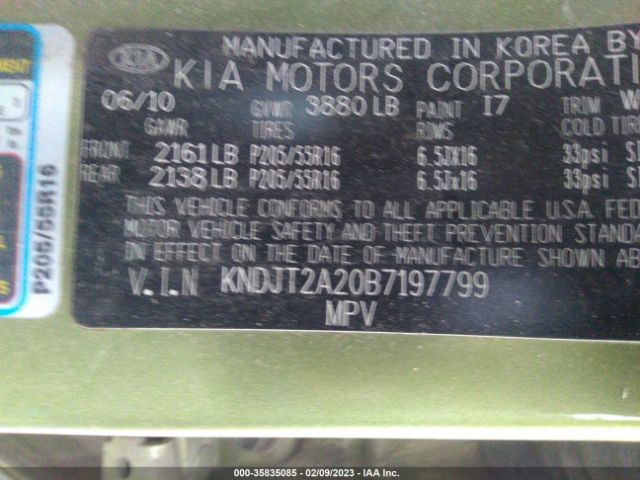 MANUFACTURED IN KOREA BY
KIA KIA MOTORS CORPORATI
06/10 GVWR 3880 LB PAINT I7 TRIM
GAWR TIRES RIMS COLD TIR
FRONT 2161 LB P205/55R16 6.5JX16 33psi
REAR 2138 LB P205/55R16 6.5Jx16 33psi
THIS VEHICLE CONFORMS TO ALL APPLICABLE U.S.A. FED
MOTOR VEHICLE SAFETY AND THEFT PREVENTION STANDA
IN EFFECT ON THE DATE OF MANUFACTURE SHOWN AB
V.I.N KNDJT2A20B7197799
MPV
P205/55R16
000-35835085 - 02/09/2023 - IAA Inc.